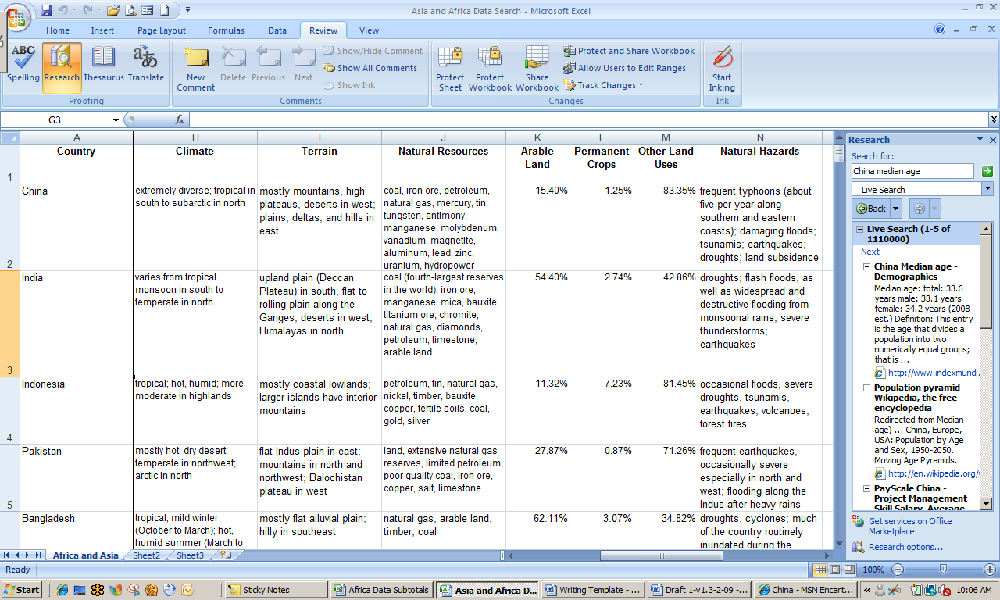 Asia and Africa Data Search - Microsoft Excel
Home Insert Page Layout Formulas Data Review View
ABC
Spelling Research Thesaurus Translate
Proofing
New Comment Delete Previous Next
Show/Hide Comment
Show All Comments
Show Ink
Comments
Protect Sheet Protect Workbook Share Workbook
Protect and Share Workbook
Allow Users to Edit Ranges
Track Changes
Changes
Start Inking
Ink
G3 fx
A H I J K L M N
1 Country Climate Terrain Natural Resources Arable Land Permanent Crops Other Land Uses Natural Hazards
2
China
extremely diverse; tropical in
south to subarctic in north
mostly mountains, high
plateaus, deserts in west;
plains, deltas, and hills in
east
coal, iron ore, petroleum,
natural gas, mercury, tin,
tungsten, antimony,
manganese, molybdenum,
vanadium, magnetite,
aluminum, lead, zinc,
uranium, hydropower
15.40% 1.25% 83.35%
frequent typhoons (about
five per year along
southern and eastern
coasts); damaging floods;
tsunamis; earthquakes;
droughts; land subsidence
3
India
varies from tropical
monsoon in south to
temperate in north
upland plain (Deccan
Plateau) in south, flat to
rolling plain along the
Ganges, deserts in west,
Himalayas in north
coal (fourth-largest reserves
in the world), iron ore,
manganese, mica, bauxite,
titanium ore, chromite,
natural gas, diamonds,
petroleum, limestone,
arable land
54.40% 2.74% 42.86%
droughts; flash floods, as
well as widespread and
destructive flooding from
monsoonal rains; severe
thunderstorms;
earthquakes
4
Indonesia
tropical; hot, humid; more
moderate in highlands
mostly coastal lowlands;
larger islands have interior
mountains
petroleum, tin, natural gas,
nickel, timber, bauxite,
copper, fertile soils, coal,
gold, silver
11.32% 7.23% 81.45%
occasional floods, severe
droughts, tsunamis,
earthquakes, volcanoes,
forest fires
5
Pakistan
mostly hot, dry desert;
temperate in northwest;
arctic in north
flat Indus plain in east;
mountains in north and
northwest; Balochistan
plateau in west
land, extensive natural gas
reserves, limited petroleum,
poor quality coal, iron ore,
copper, salt, limestone
27.87% 0.87% 71.26%
frequent earthquakes,
occasionally severe
especially in north and
west; flooding along the
Indus after heavy rains
Bangladesh
tropical; mild winter
(October to March); hot,
humid summer (March to
mostly flat alluvial plain;
hilly in southeast
natural gas, arable land,
timber, coal
62.11% 3.07% 34.82%
droughts, cyclones; much
of the country routinely
inundated during the
Research
Search for:
China median age
Live Search
Back
Live Search (1-5 of
1110000)
Next
China Median age -
Demographics
Median age: total: 33.6
years male: 33.1 years
female: 34.2 years (2008
est.) Definition: This entry
is the age that divides a
population into two
numerically equal groups;
that is ...
http://www.indexmundi.
Population pyramid -
Wikipedia, the free
encyclopedia
Redirected from Median
age) ... China, Europe,
USA: Population by Age
and Sex, 1950-2050.
Moving Age Pyramids.
http://en.wikipedia.org/
PayScale China -
Project Management
Skill Salary, Average
Get services on Office
Marketplace
Research options...
Africa and Asia Sheet2 Sheet3
Ready 100%
Start Sticky Notes Africa Data Subtotals Asia and Africa D... Writing Template - ... Draft 1-v1.3-2-09 -... China - MSN Encart... 10:06 AM